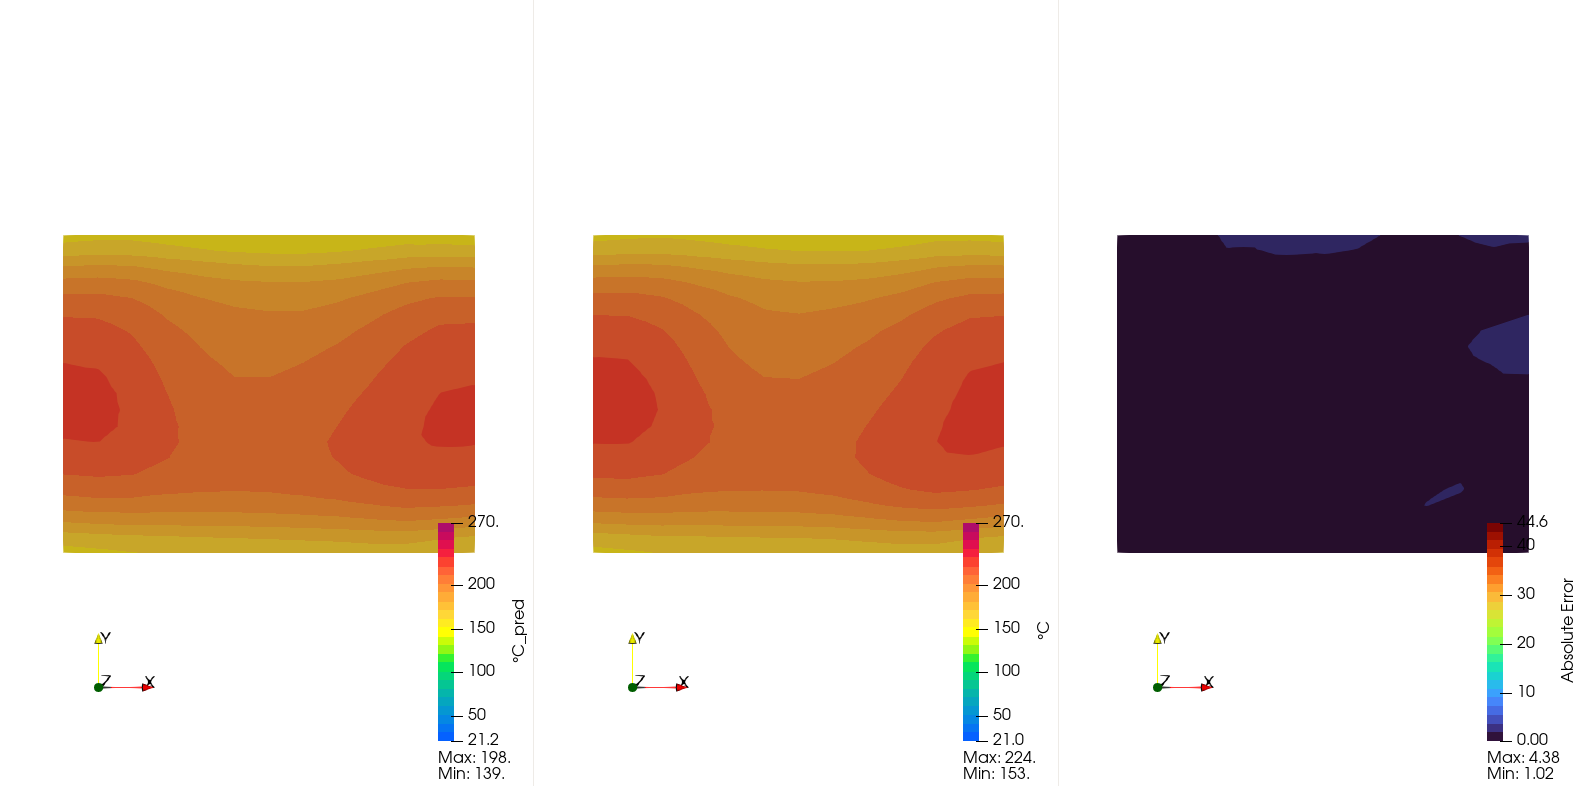 270.
200
150
100
50
21.2
°C_pred
Max: 198.
Min: 139.
Y
Z
X
270.
200
150
100
50
21.0
°C
Max: 224.
Min: 153.
Y
Z
X
44.6
40
30
20
10
0.00
Absolute Error
Max: 4.38
Min: 1.02
Y
Z
X